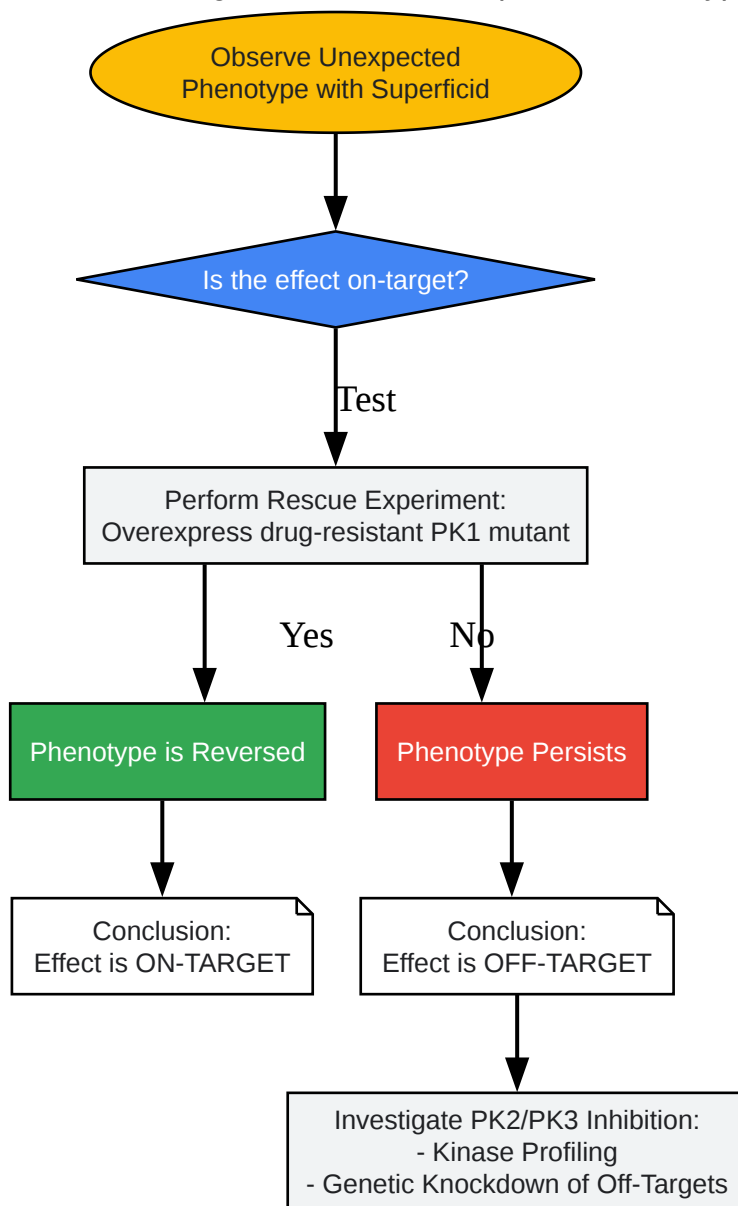 Observe Unexpected
Phenotype with Superficid
Is the effect on-target?
Test
Perform Rescue Experiment:
Overexpress drug-resistant PK1 mutant
Yes
No
Phenotype is Reversed
Phenotype Persists
Conclusion:
Effect is ON-TARGET
Conclusion:
Effect is OFF-TARGET
Investigate PK2/PK3 Inhibition:
- Kinase Profiling
- Genetic Knockdown of Off-Targets